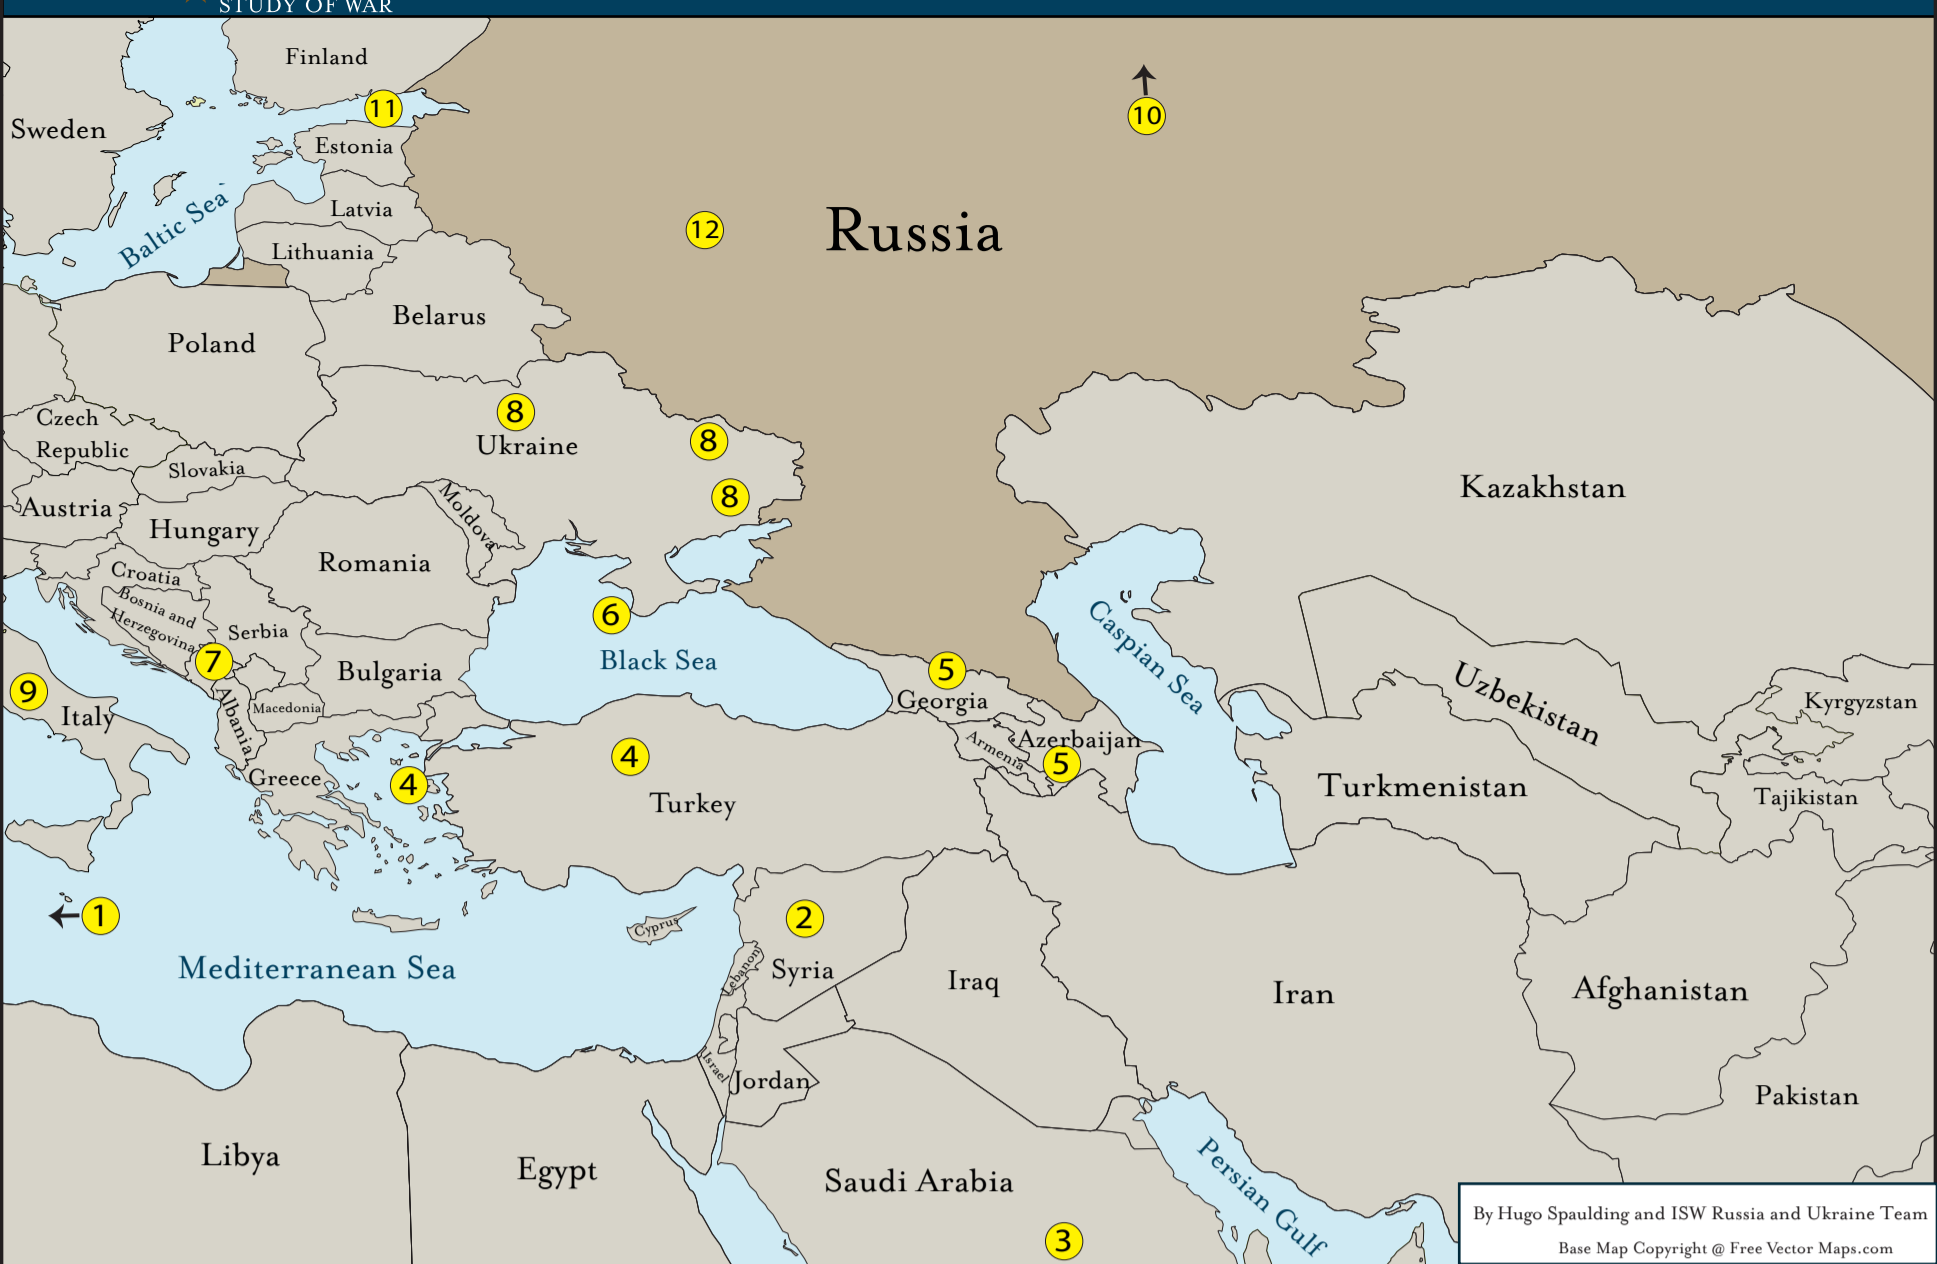 STUDY OF WAR
Finland
11
10
Sweden
Estonia
Latvia
12
Russia
Baltic Sea
Lithuania
Belarus
Poland
8
Ukraine
8
8
Czech
Republic
Slovakia
Austria
Hungary
Moldova
Romania
Kazakhstan
Croatia
Bosnia and
Herzegovina
Serbia
6
Black Sea
Caspian Sea
7
9
Italy
Bulgaria
5
Georgia
Albania
Macedonia
Armenia
Azerbaijan
5
Uzbekistan
Kyrgyzstan
Greece
4
4
Turkey
Turkmenistan
Tajikistan
1
Mediterranean Sea
Cyprus
2
Syria
Lebanon
Iraq
Iran
Afghanistan
Israel
Jordan
Pakistan
Libya
Egypt
Saudi Arabia
Persian Gulf
3
By Hugo Spaulding and ISW Russia and Ukraine Team
Base Map Copyright @ Free Vector Maps.com